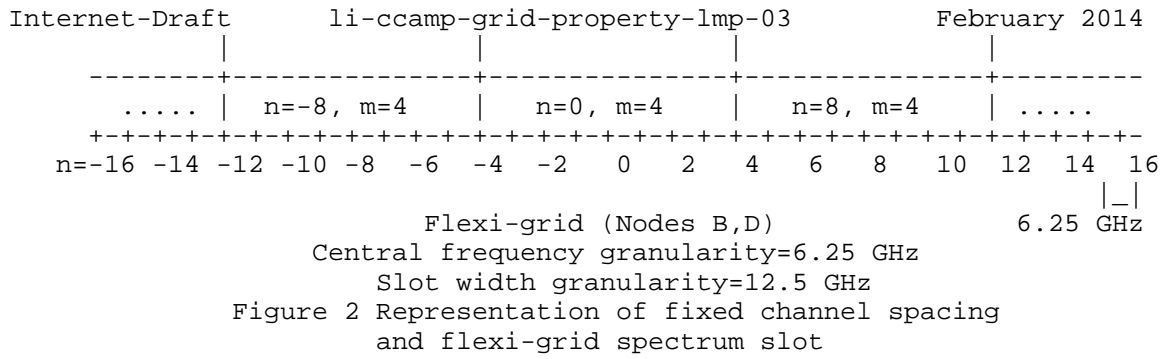 Internet-Draft li-ccamp-grid-property-lmp-03 February 2014
| | | |
--------+---------------+---------------+---------------+---------
..... | n=-8, m=4 | n=0, m=4 | n=8, m=4 | .....
+-+-+-+-+-+-+-+-+-+-+-+-+-+-+-+-+-+-+-+-+-+-+-+-+-+-+-+-+-+-+-+-+-
n=-16 -14 -12 -10 -8 -6 -4 -2 0 2 4 6 8 10 12 14 16
|_|
Flexi-grid (Nodes B,D) 6.25 GHz
Central frequency granularity=6.25 GHz
Slot width granularity=12.5 GHz
Figure 2 Representation of fixed channel spacing
and flexi-grid spectrum slot